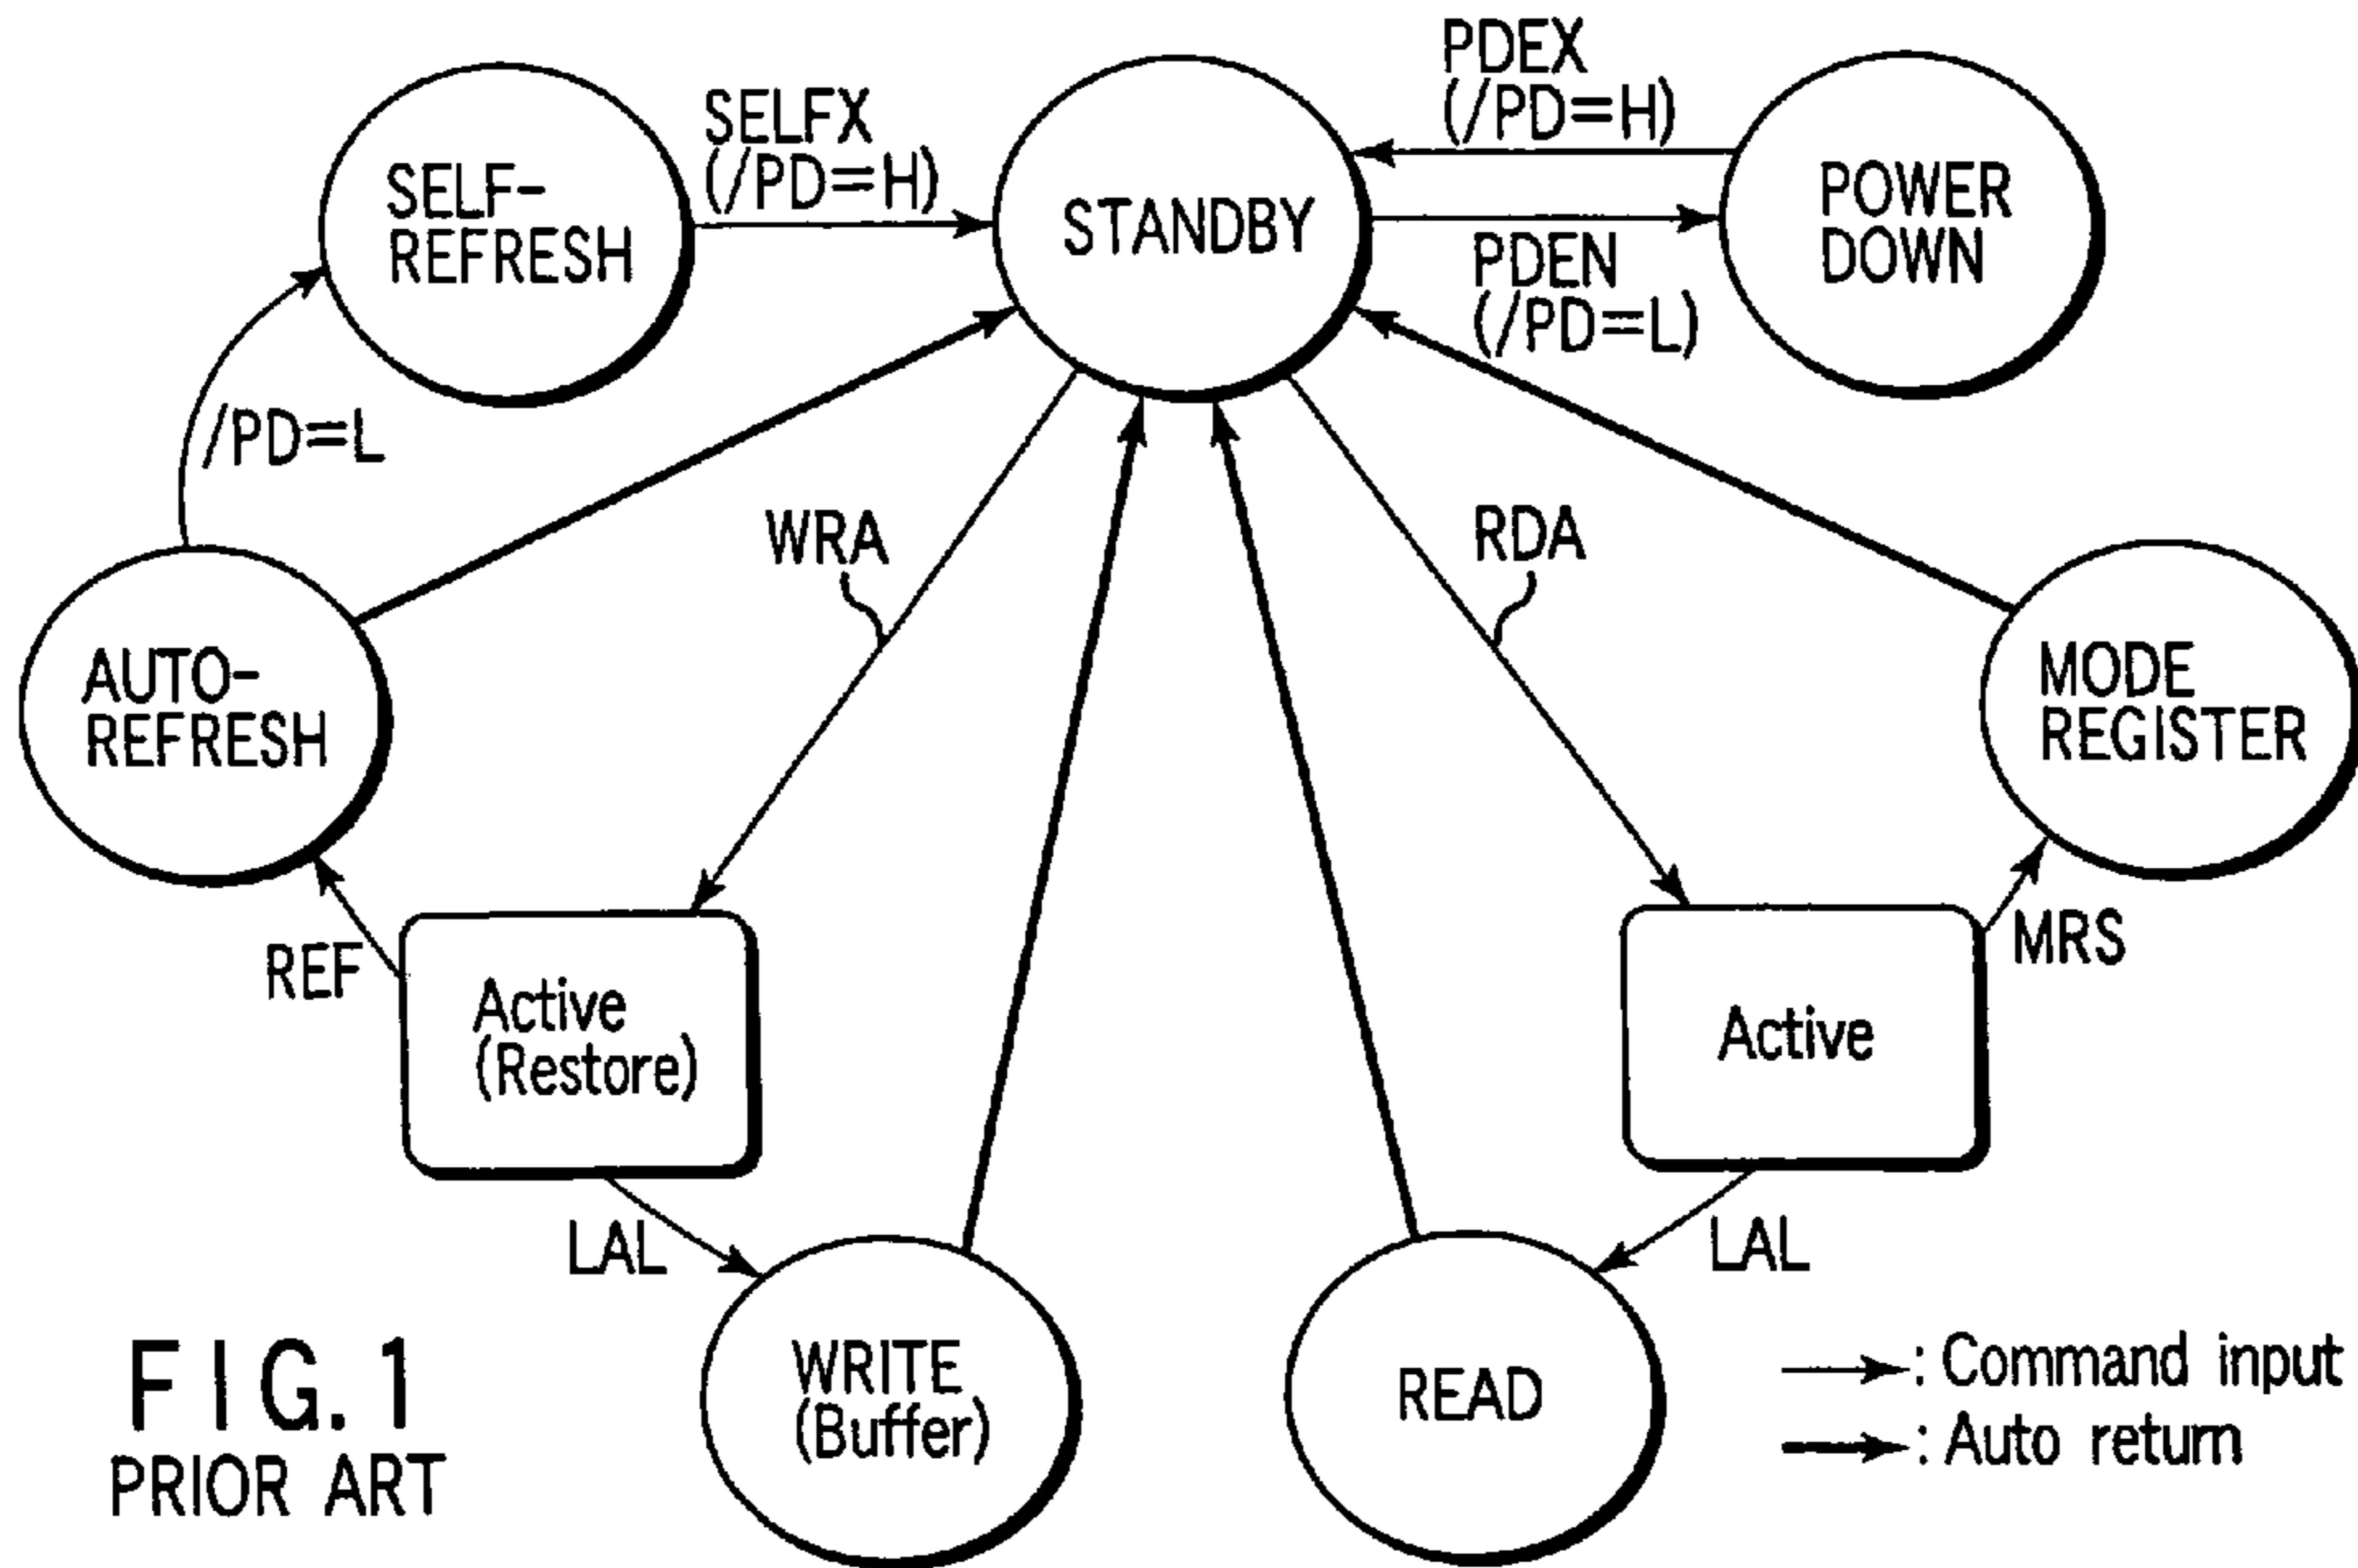 PDEX
(/PD=H)
SELFX
(/PD=H)
SELF-
REFRESH
STANDBY
POWER
DOWN
PDEN
(/PD=L)
/PD=L
WRA
RDA
AUTO-
REFRESH
MODE
REGISTER
REF
Active
(Restore)
Active
MRS
LAL
LAL
WRITE
(Buffer)
READ
: Command input
: Auto return
FIG. 1
PRIOR ART